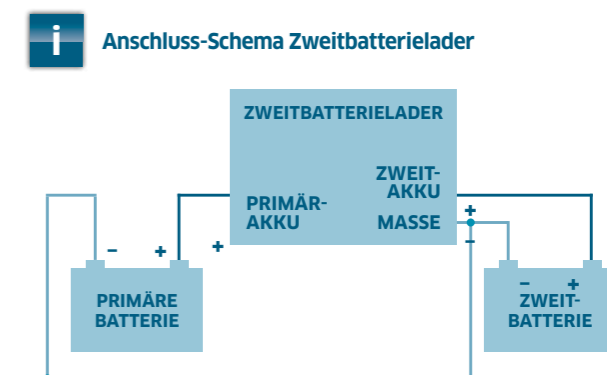 i
Anschluss-Schema Zweitbatterielader
ZWEITBATTERIELADER
ZWEIT-
AKKU
PRIMÄR-
AKKU
MASSE
+
–
– + +
– +
PRIMÄRE
BATTERIE
ZWEIT-
BATTERIE